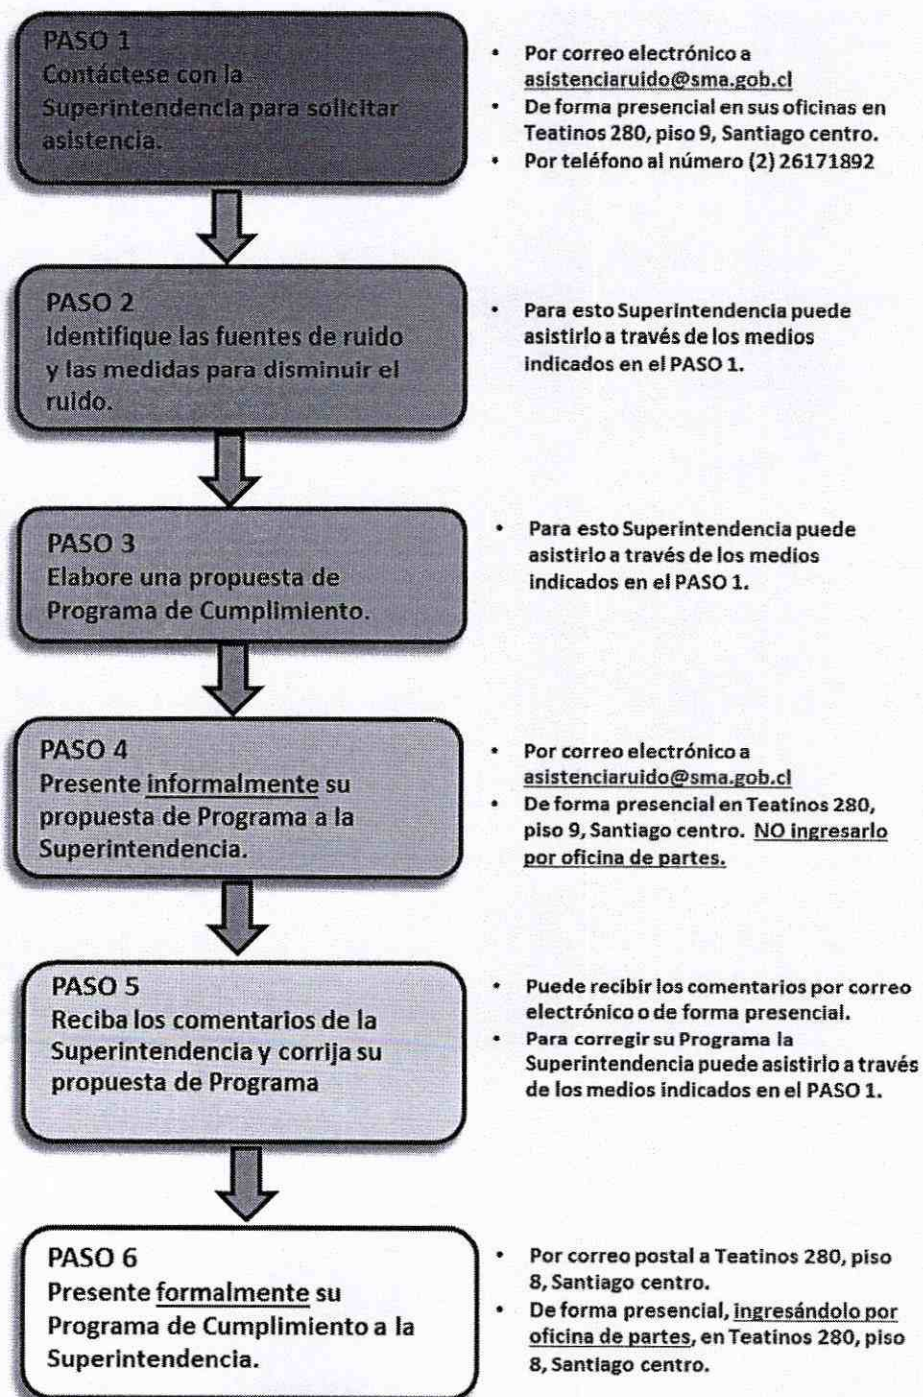 PASO 1
Contáctese con la
Superintendencia para solicitar
asistencia.
• Por correo electrónico a
asistenciaruido@sma.gob.cl
• De forma presencial en sus oficinas en
Teatinos 280, piso 9, Santiago centro.
• Por teléfono al número (2) 26171892
PASO 2
Identifique las fuentes de ruido
y las medidas para disminuir el
ruido.
• Para esto Superintendencia puede
asistirlo a través de los medios
indicados en el PASO 1.
PASO 3
Elabore una propuesta de
Programa de Cumplimiento.
• Para esto Superintendencia puede
asistirlo a través de los medios
indicados en el PASO 1.
PASO 4
Presente informalmente su
propuesta de Programa a la
Superintendencia.
• Por correo electrónico a
asistenciaruido@sma.gob.cl
• De forma presencial en Teatinos 280,
piso 9, Santiago centro. NO ingresarlo
por oficina de partes.
PASO 5
Reciba los comentarios de la
Superintendencia y corrija su
propuesta de Programa
• Puede recibir los comentarios por correo
electrónico o de forma presencial.
• Para corregir su Programa la
Superintendencia puede asistirlo a través
de los medios indicados en el PASO 1.
PASO 6
Presente formalmente su
Programa de Cumplimiento a la
Superintendencia.
• Por correo postal a Teatinos 280, piso
8, Santiago centro.
• De forma presencial, ingresándolo por
oficina de partes, en Teatinos 280, piso
8, Santiago centro.